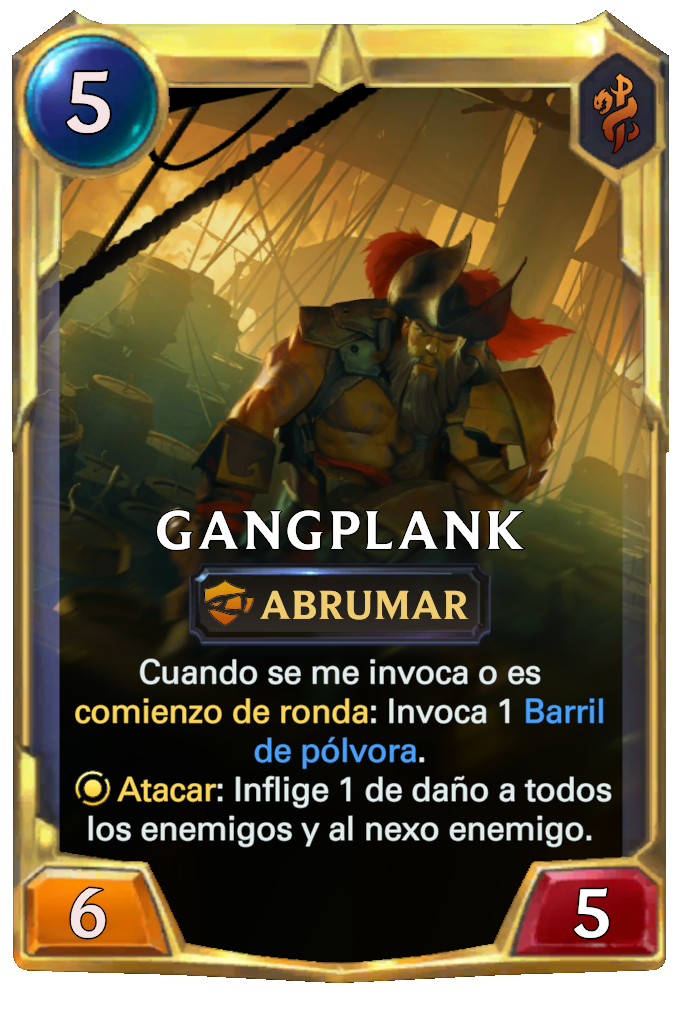 5
GANGPLANK
ABRUMAR
Cuando se me invoca o es
comienzo de ronda: Invoca 1 Barril
de pólvora.
Atacar: Inflige 1 de daño a todos
los enemigos y al nexo enemigo.
6
5